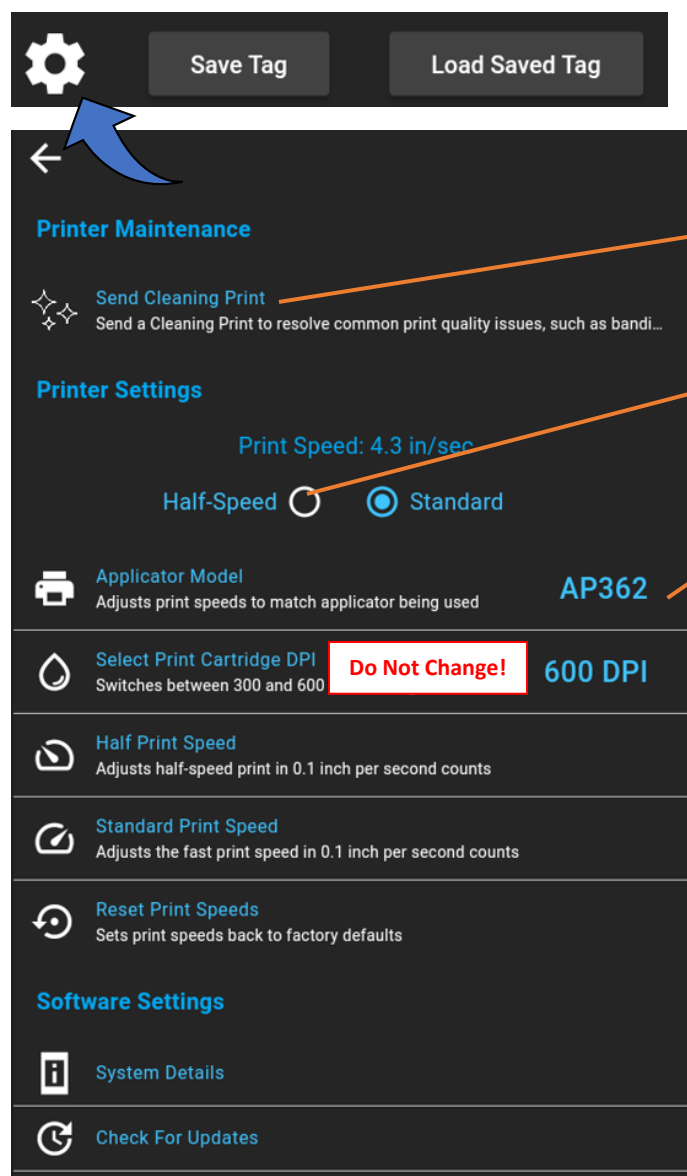 Save Tag
Load Saved Tag
Printer Maintenance
Send Cleaning Print
Send a Cleaning Print to resolve common print quality issues, such as bandi...
Printer Settings
Print Speed: 4.3 in/sec
Half-Speed
Standard
Applicator Model
Adjusts print speeds to match applicator being used
AP362
Select Print Cartridge DPI
Switches between 300 and 600
Do Not Change!
600 DPI
Half Print Speed
Adjusts half-speed print in 0.1 inch per second counts
Standard Print Speed
Adjusts the fast print speed in 0.1 inch per second counts
Reset Print Speeds
Sets print speeds back to factory defaults
Software Settings
System Details
Check For Updates